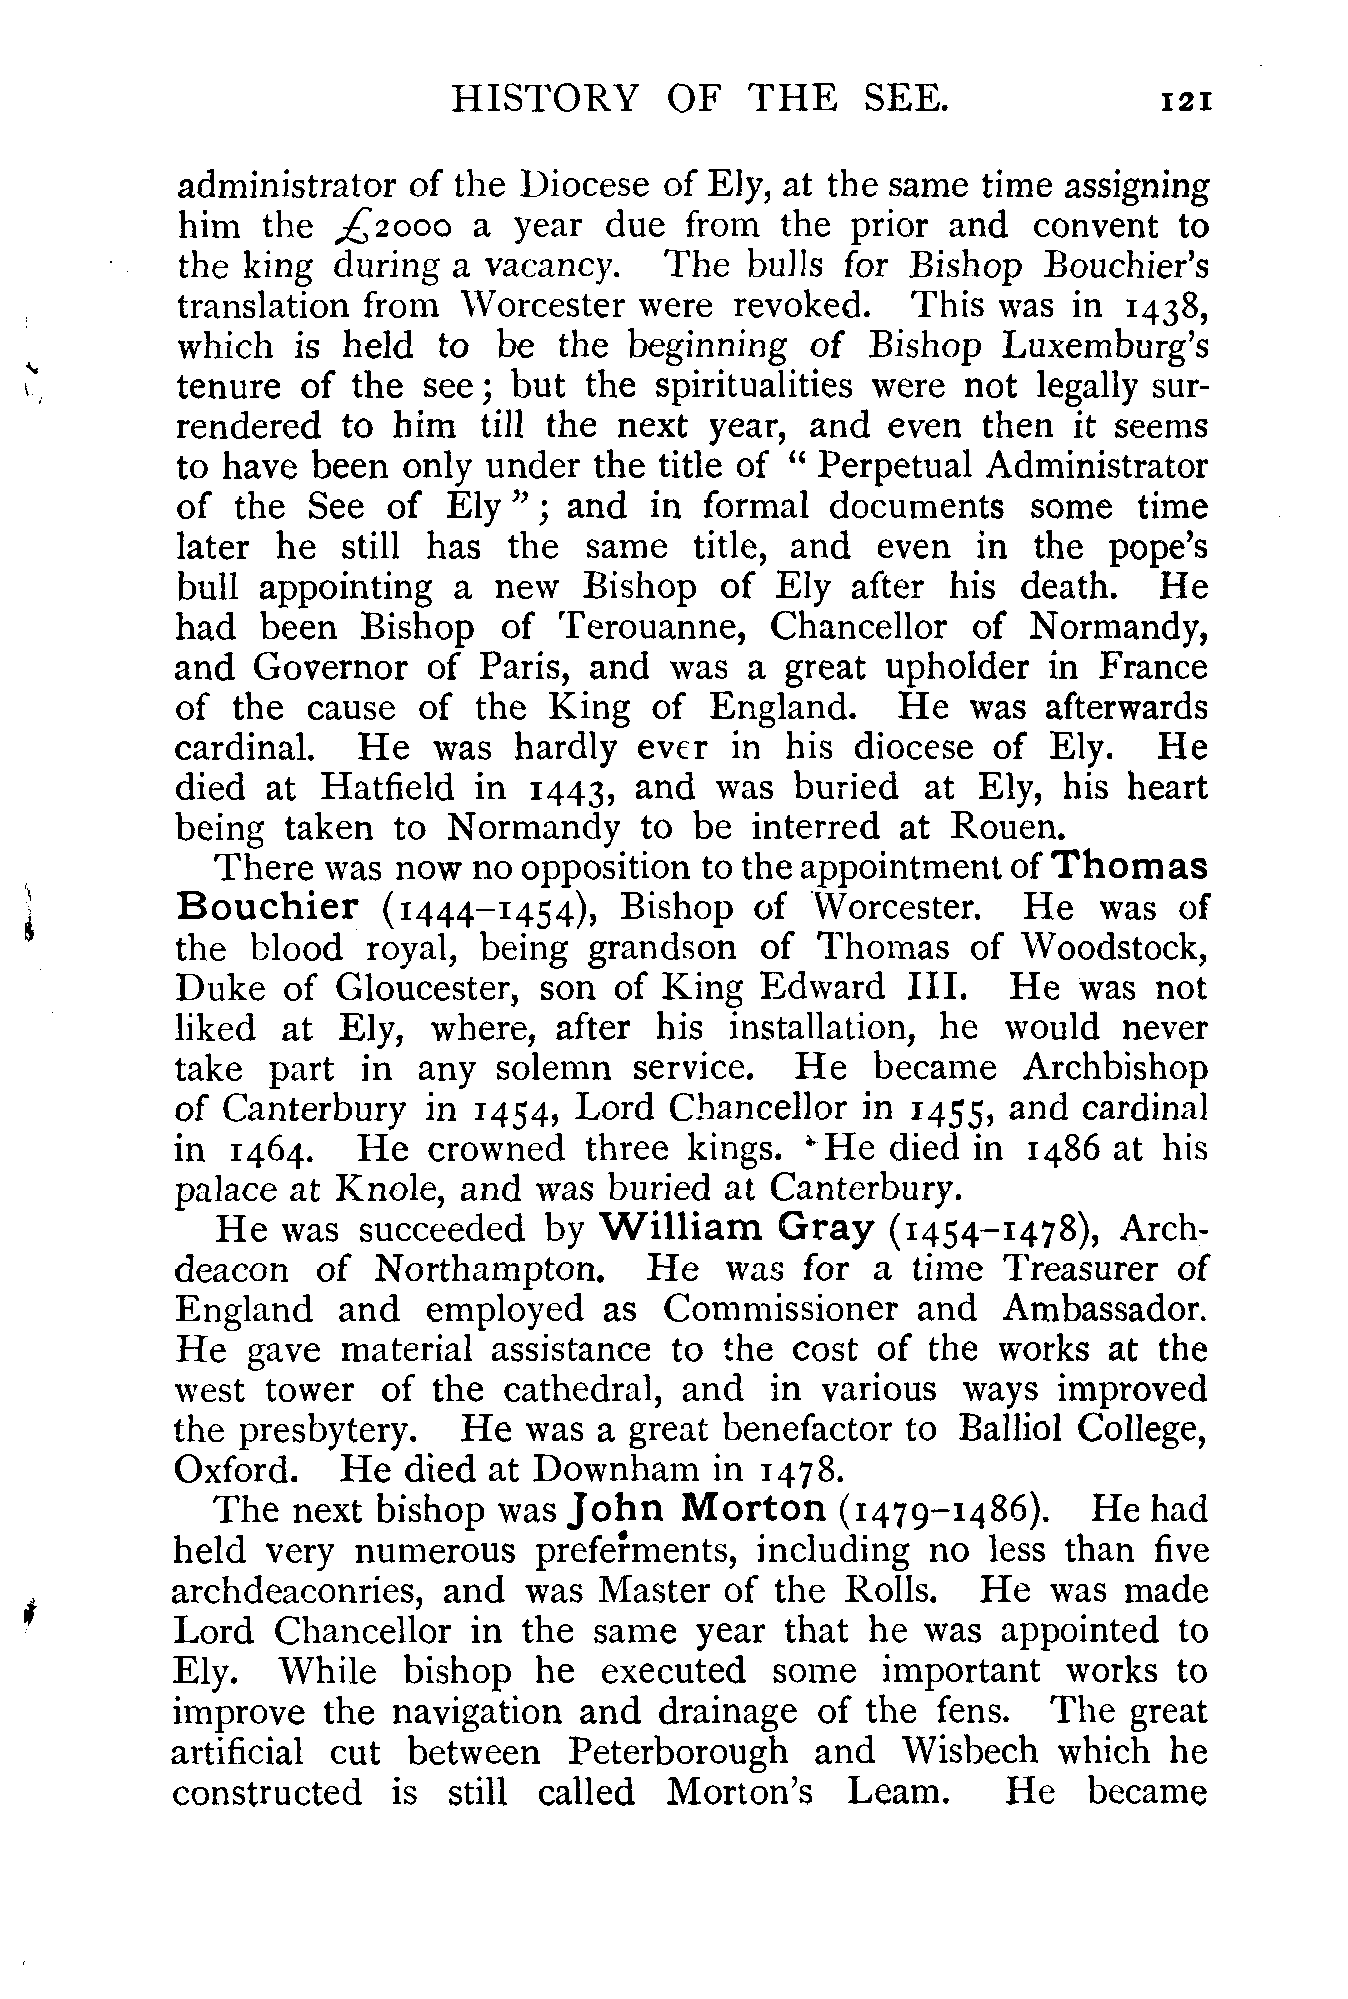 HISTORY OF THE SEE. 121
administrator of the Diocese of Ely, at the same time assigning
him the £2000 a year due from the prior and convent to
the king during a vacancy. The bulls for Bishop Bouchier's
translation from Worcester were revoked. This was in 1438,
which is held to be the beginning of Bishop Luxemburg's
tenure of the see; but the spiritualities were not legally sur-
rendered to him till the next year, and even then it seems
to have been only under the title of "Perpetual Administrator
of the See of Ely"; and in formal documents some time
later he still has the same title, and even in the pope's
bull appointing a new Bishop of Ely after his death. He
had been Bishop of Terouanne, Chancellor of Normandy,
and Governor of Paris, and was a great upholder in France
of the cause of the King of England. He was afterwards
cardinal. He was hardly ever in his diocese of Ely. He
died at Hatfield in 1443, and was buried at Ely, his heart
being taken to Normandy to be interred at Rouen.
There was now no opposition to the appointment of Thomas
Bouchier (1444–1454), Bishop of Worcester. He was of
the blood royal, being grandson of Thomas of Woodstock,
Duke of Gloucester, son of King Edward III. He was not
liked at Ely, where, after his installation, he would never
take part in any solemn service. He became Archbishop
of Canterbury in 1454, Lord Chancellor in 1455, and cardinal
in 1464. He crowned three kings. He died in 1486 at his
palace at Knole, and was buried at Canterbury.
He was succeeded by William Gray (1454–1478), Arch-
deacon of Northampton. He was for a time Treasurer of
England and employed as Commissioner and Ambassador.
He gave material assistance to the cost of the works at the
west tower of the cathedral, and in various ways improved
the presbytery. He was a great benefactor to Balliol College,
Oxford. He died at Downham in 1478.
The next bishop was John Morton (1479–1486). He had
held very numerous preferments, including no less than five
archdeaconries, and was Master of the Rolls. He was made
Lord Chancellor in the same year that he was appointed to
Ely. While bishop he executed some important works to
improve the navigation and drainage of the fens. The great
artificial cut between Peterborough and Wisbech which he
constructed is still called Morton's Leam. He became